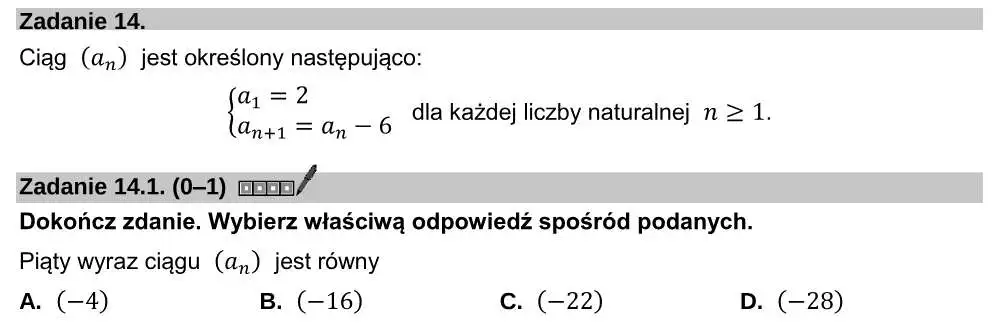 Zadanie 14.
Ciąg (aₙ) jest określony następująco:
{a₁ = 2
{aₙ₊₁ = aₙ − 6 dla każdej liczby naturalnej n ≥ 1.
Zadanie 14.1. (0–1)
Dokończ zdanie. Wybierz właściwą odpowiedź spośród podanych.
Piąty wyraz ciągu (aₙ) jest równy
A. (−4) B. (−16) C. (−22) D. (−28)